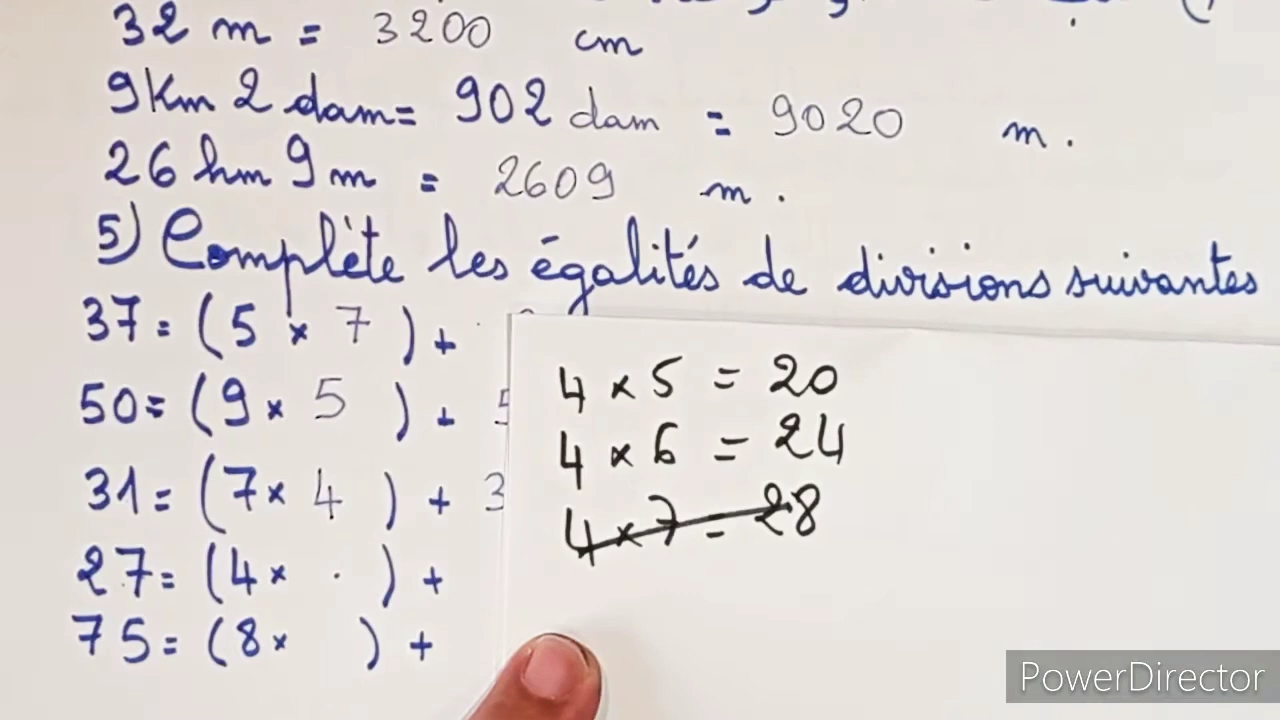 32 m = 3200 cm
9Km 2 dam = 902 dam = 9020 m.
26 hm 9 m = 2609 m.
5) Complète les égalités de divisions suivantes
37 = (5 × 7 ) +
50 = (9 × 5 ) + 5
31 = (7 × 4 ) + 3
27 = (4 × . ) +
75 = (8 × ) +
4 × 5 = 20
4 × 6 = 24
4 × 7 = 28
PowerDirector